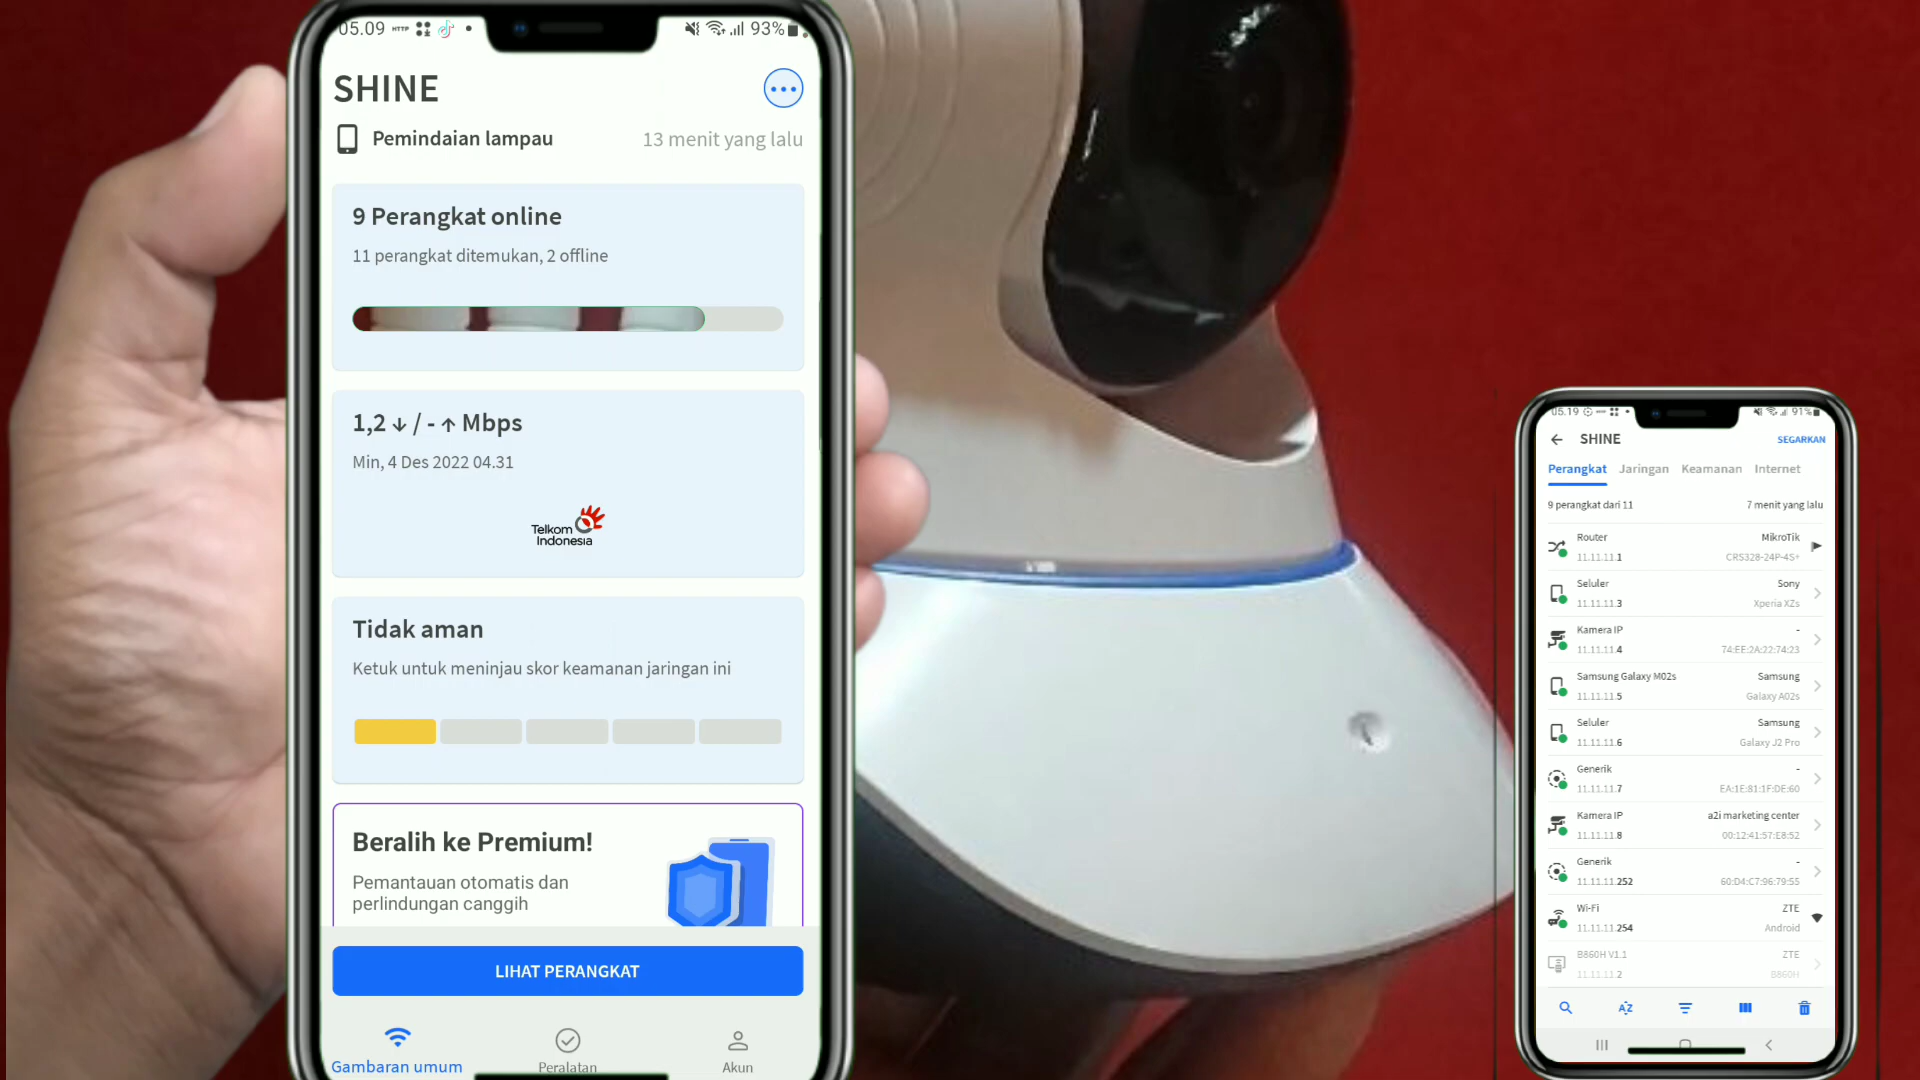 05.09 HTTP 93%
SHINE
Pemindaian lampau 13 menit yang lalu
9 Perangkat online
11 perangkat ditemukan, 2 offline
1,2 ↓ / - ↑ Mbps
Min, 4 Des 2022 04.31
Telkom
Indonesia
Tidak aman
Ketuk untuk meninjau skor keamanan jaringan ini
Beralih ke Premium!
Pemantauan otomatis dan
perlindungan canggih
LIHAT PERANGKAT
Gambaran umum Peralatan Akun
05.19 91%
SHINE SEGARKAN
Perangkat Jaringan Keamanan Internet
9 perangkat dari 11 7 menit yang lalu
Router MikroTik
11.11.11.1 CRS328-24P-4S+
Seluler Sony
11.11.11.3 Xperia XZs
Kamera IP -
11.11.11.4 74:EE:2A:22:74:23
Samsung Galaxy M02s Samsung
11.11.11.5 Galaxy A02s
Seluler Samsung
11.11.11.6 Galaxy J2 Pro
Generik -
11.11.11.7 EA:1E:81:1F:DE:60
Kamera IP a2i marketing center
11.11.11.8 00:12:41:57:E8:52
Generik -
11.11.11.252 60:D4:C7:96:79:55
Wi-Fi ZTE
11.11.11.254 Android
B860H V1.1 ZTE
11.11.11.2 B860H
AZ